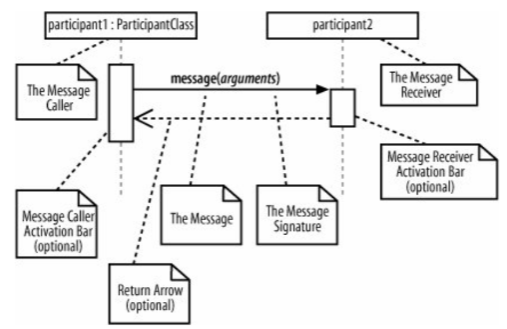 participant1 : ParticipantClass
participant2
The Message
Caller
message(arguments)
The Message
Receiver
Message Caller
Activation Bar
(optional)
The Message
The Message
Signature
Message Receiver
Activation Bar
(optional)
Return Arrow
(optional)